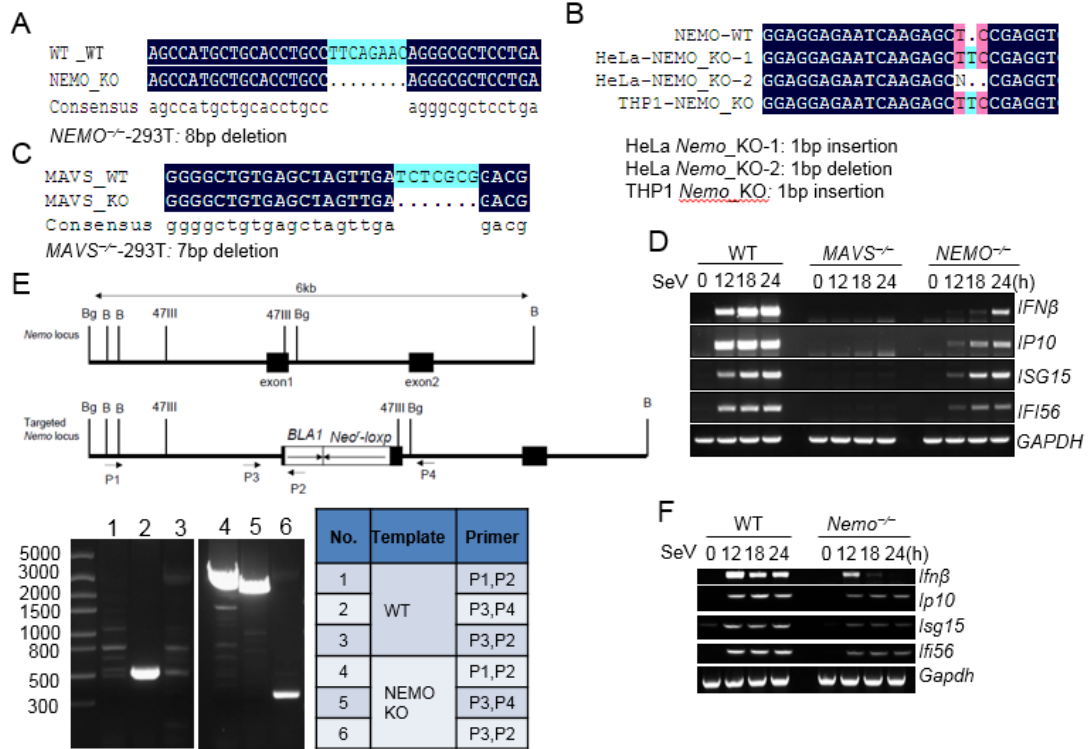 A
WT_WT AGCCATGCTGCACCTGCCTTCAGAACAGGGCGCTCCTGA
NEMO_KO AGCCATGCTGCACCTGCC........AGGGCGCTCCTGA
Consensus agccatgctgcacctgcc agggcgctcctga
NEMO−/−-293T: 8bp deletion
B
NEMO-WT GGAGGAGAATCAAGAGCT.CCGAGGT
HeLa-NEMO_KO-1 GGAGGAGAATCAAGAGCTTCCGAGGT
HeLa-NEMO_KO-2 GGAGGAGAATCAAGAGCN..CGAGGT
THP1-NEMO_KO GGAGGAGAATCAAGAGCTTCCGAGGT
HeLa Nemo_KO-1: 1bp insertion
HeLa Nemo_KO-2: 1bp deletion
THP1 Nemo_KO: 1bp insertion
C
MAVS_WT GGGGCTGTGAGCTAGTTGATCTCGCGGACG
MAVS_KO GGGGCTGTGAGCTAGTTGA.......GACG
Consensus ggggctgtgagctagttga gacg
MAVS−/−-293T: 7bp deletion
D
WT MAVS−/− NEMO−/−
SeV 0 12 18 24 0 12 18 24 0 12 18 24(h)
IFNβ
IP10
ISG15
IFI56
GAPDH
E
6kb
Bg B B 47III 47III Bg B
Nemo locus
exon1 exon2
Bg B B 47III 47III Bg B
Targeted
Nemo locus
BLA1 Neoʳ-loxp
P1 P3 P2 P4
1 2 3 4 5 6
5000
3000
2000
1500
1000
800
500
300
No. Template Primer
1 P1,P2
2 WT P3,P4
3 P3,P2
4 P1,P2
5 NEMO KO P3,P4
6 P3,P2
F
WT Nemo−/−
SeV 0 12 18 24 0 12 18 24(h)
Ifnβ
Ip10
Isg15
Ifi56
Gapdh